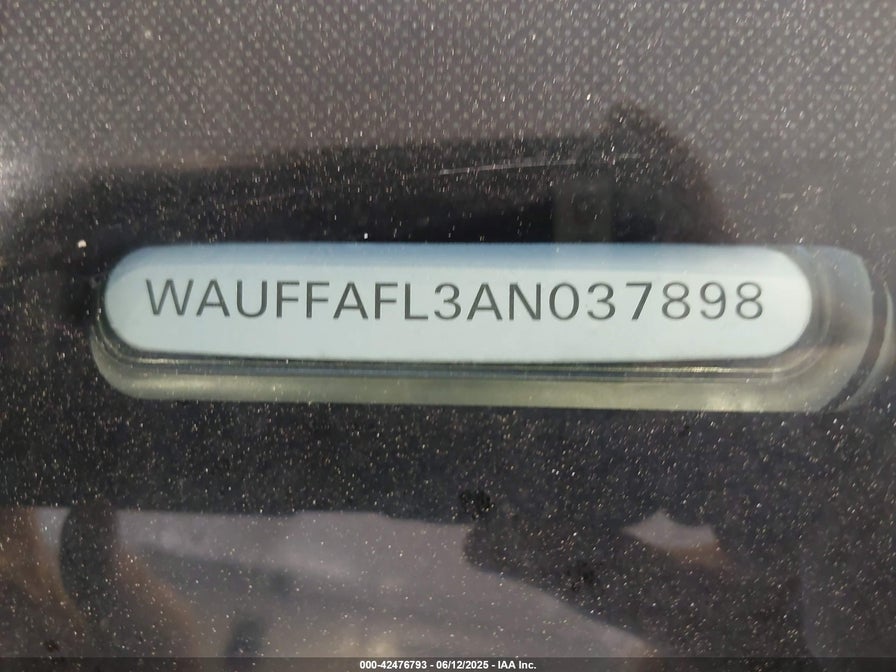 WAUFFAFL3AN037898
000-42476793 - 06/12/2025 - IAA Inc.